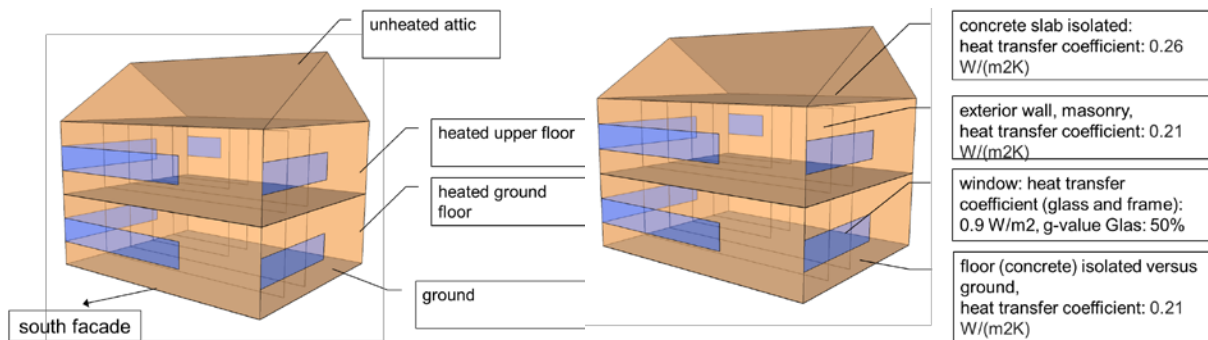 unheated attic
heated upper floor
heated ground
floor
ground
south facade
concrete slab isolated:
heat transfer coefficient: 0.26
W/(m2K)
exterior wall, masonry,
heat transfer coefficient: 0.21
W/(m2K)
window: heat transfer
coefficient (glass and frame):
0.9 W/m2, g-value Glas: 50%
floor (concrete) isolated versus
ground,
heat transfer coefficient: 0.21
W/(m2K)